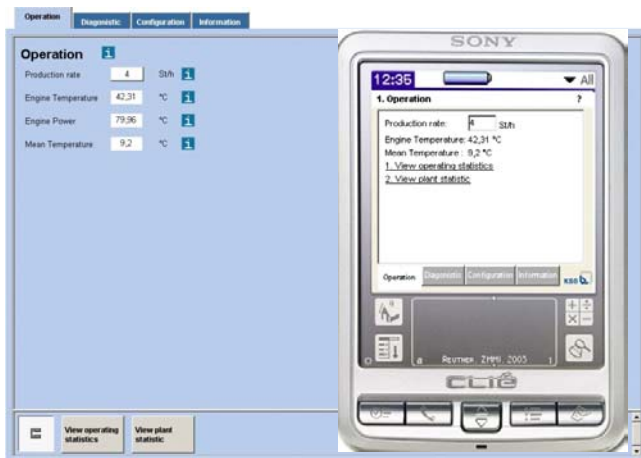 Operation Diagnostic Configuration Information
Operation i
Production rate 4 St/h i
Engine Temperature 42,31 °C i
Engine Power 79,96 °C i
Mean Temperature 9,2 °C i
View operating
statistics
View plant
statistic
SONY
12:35 All
1. Operation ?
Production rate: 4 St/h
Engine Temperature: 42,31 °C
Mean Temperature : 9,2 °C
1. View operating statistics
2. View plant statistic
Operation Diagnostic Configuration Information KSB
a REUTHER, ZMMI, 2003 1
CLIÉ